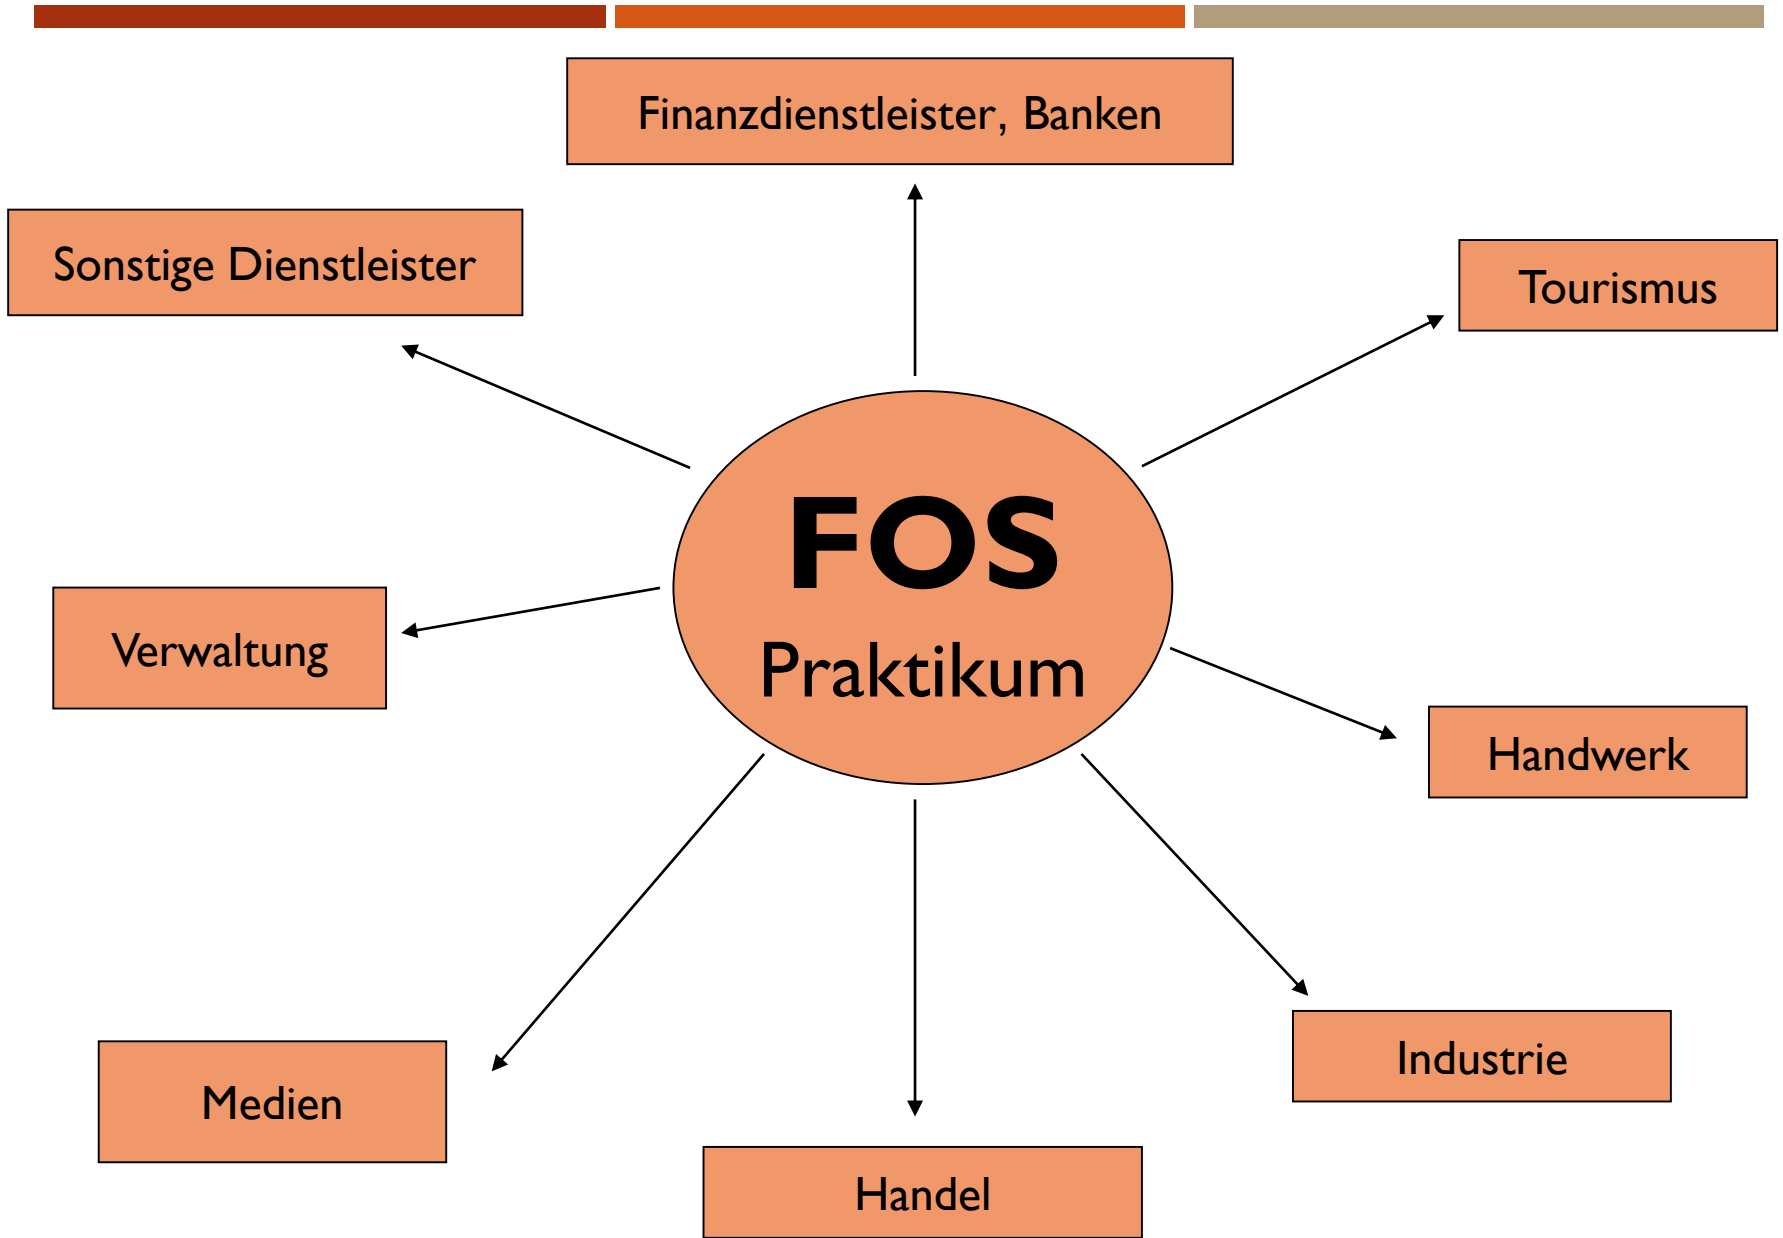 Finanzdienstleister, Banken
Sonstige Dienstleister
Tourismus
FOS
Praktikum
Verwaltung
Handwerk
Industrie
Medien
Handel